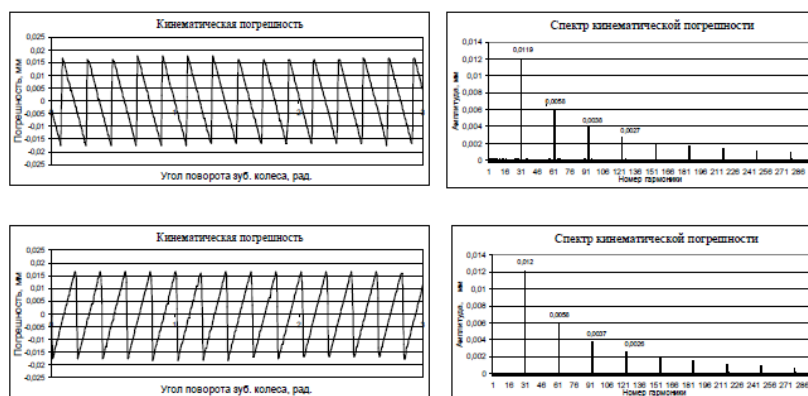 Кинематическая погрешность
0,025
0,02
0,015
0,01
0,005
0
-0,005
-0,01
-0,015
-0,02
-0,025
Погрешность, мм
1 2 3
Угол поворота зуб. колеса, рад.
Спектр кинематической погрешности
0,014
0,012
0,01
0,008
0,006
0,004
0,002
0
Амплитуда, мм
0,0119
0,0058
0,0038
0,0027
1 16 31 46 61 76 91 106 121 136 151 166 181 196 211 226 241 256 271 286
Номер гармоники
Кинематическая погрешность
0,025
0,02
0,015
0,01
0,005
0
-0,005
-0,01
-0,015
-0,02
-0,025
Погрешность, мм
1 2 3
Угол поворота зуб. колеса, рад.
Спектр кинематической погрешности
0,014
0,012
0,01
0,008
0,006
0,004
0,002
0
Амплитуда, мм
0,012
0,0058
0,0037
0,0026
1 16 31 46 61 76 91 106 121 136 151 166 181 196 211 226 241 256 271 286
Номер гармоники